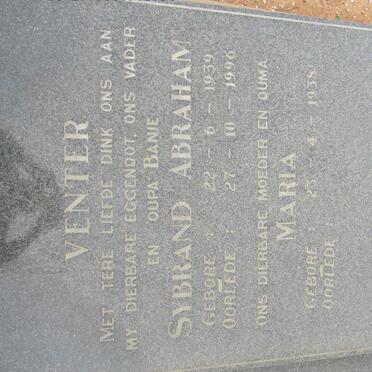 VENTER
MET TERE LIEFDE DINK ONS AAN
MY DIERBARE EGGENOOT, ONS VADER
EN OUPA BANIE
SYBRAND ABRAHAM
GEBORE : 22 – 6 – 1939
OORLEDE : 27 – 10 – 1996
ONS DIERBARE MOEDER EN OUMA
MARIA
GEBORE : 23 – 4 – 1938
OORLEDE :